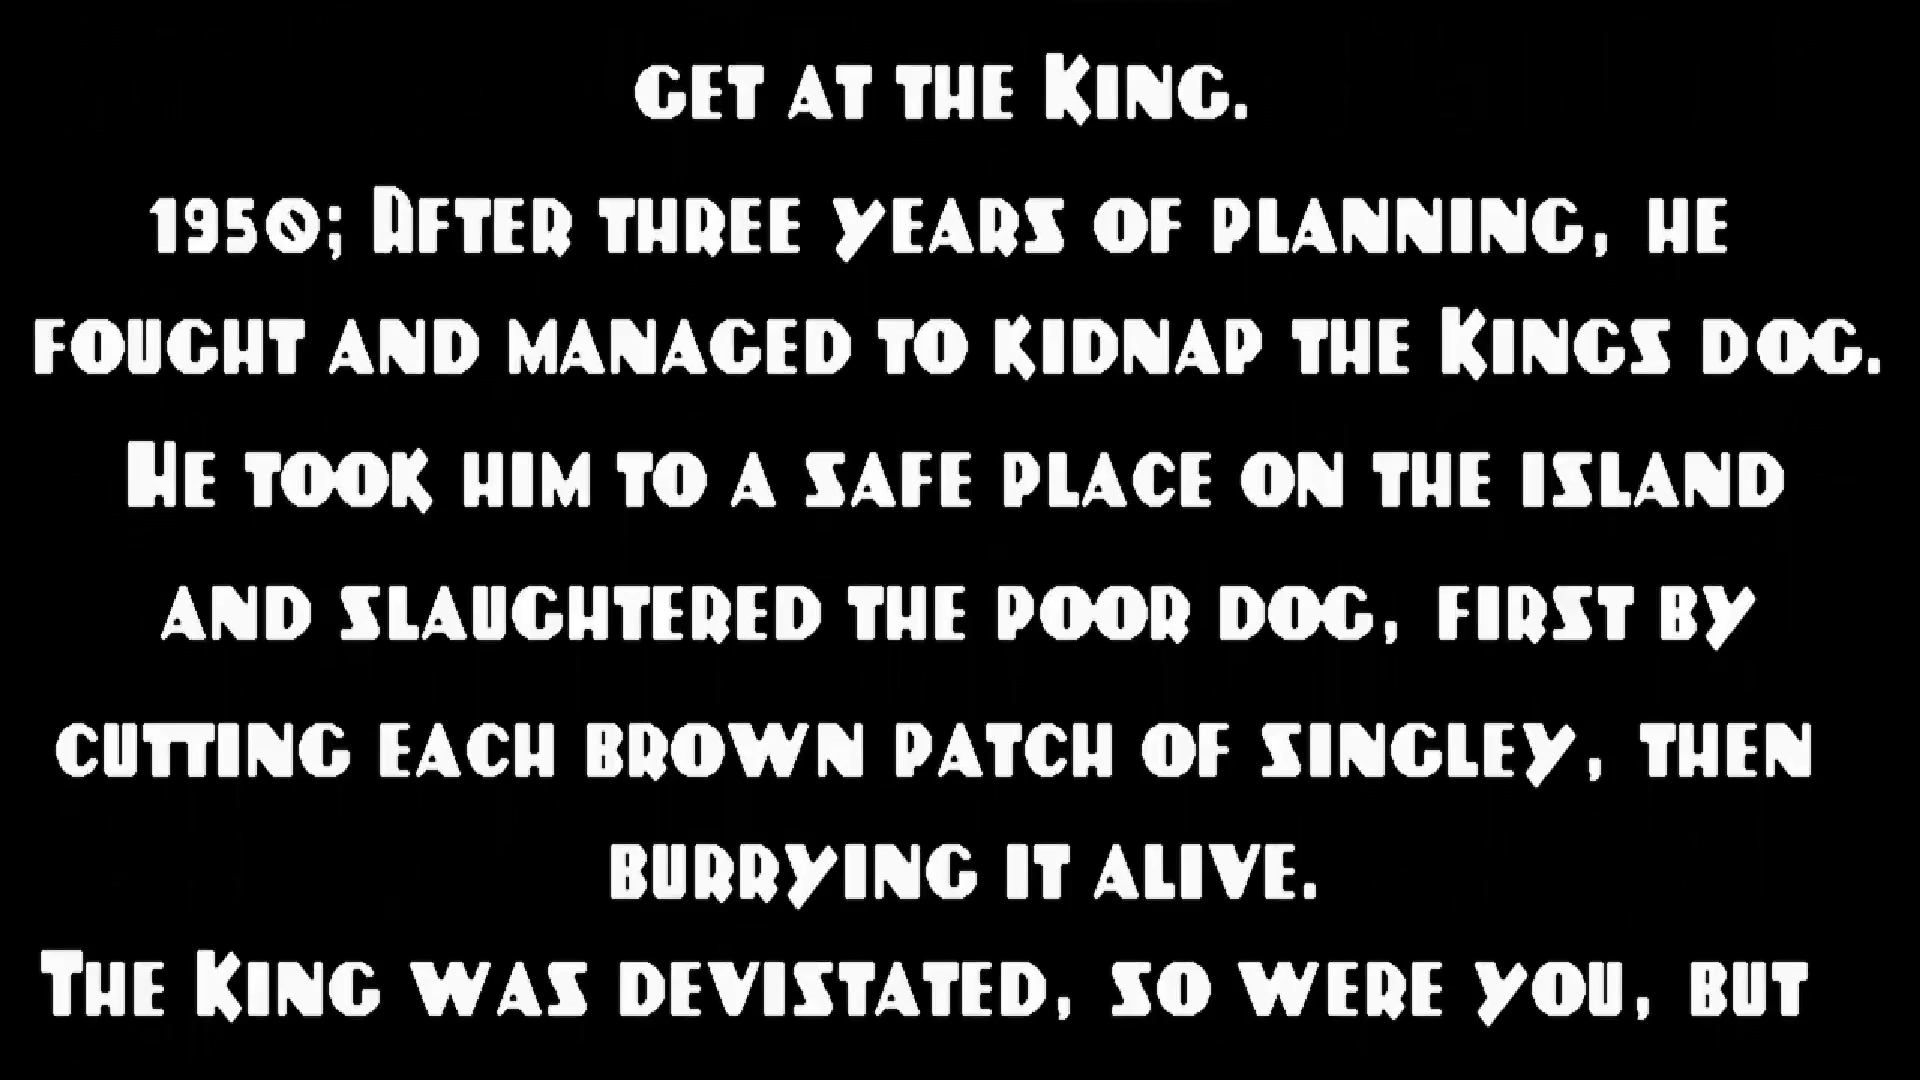 get at the King.
1950; After three years of planning, he
fought and managed to kidnap the Kings dog.
He took him to a safe place on the island
and slaughtered the poor dog, first by
cutting each brown patch of singley, then
burrying it alive.
The King was devistated, so were you, but